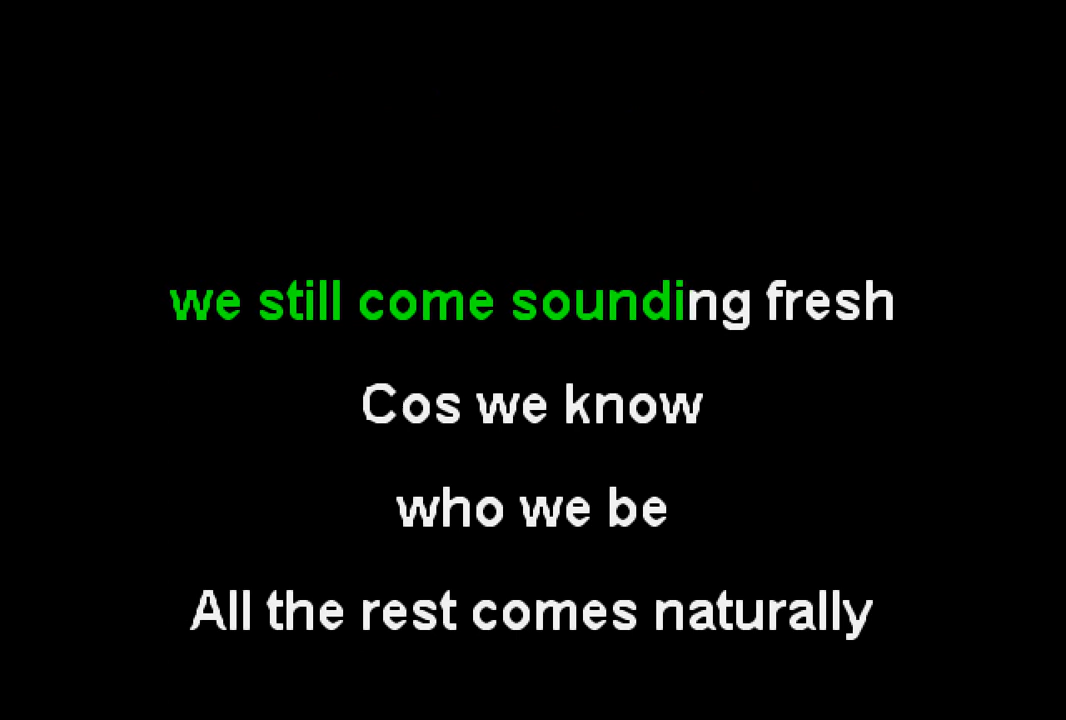 we still come sounding fresh
Cos we know
who we be
All the rest comes naturally